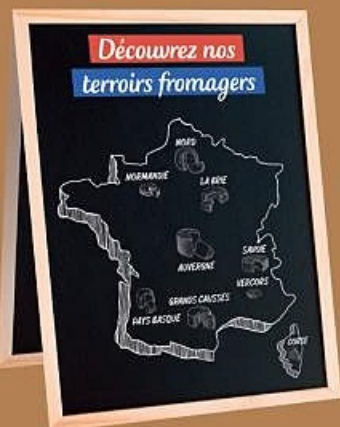 Découvrez nos
terroirs fromagers
NORD
NORMANDIE
LA BRIE
AUVERGNE
SAVOIE
VERCORS
GRANDS CAUSSES
PAYS BASQUE
CORSE